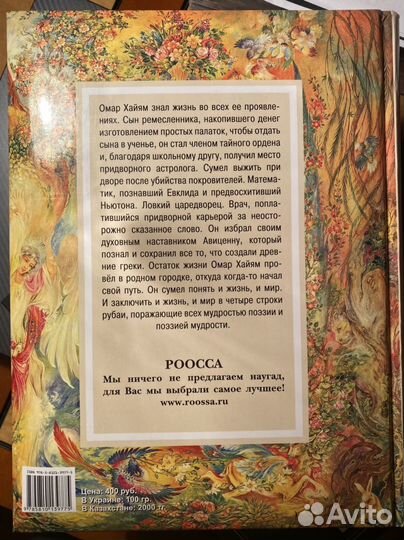 Омар Хайям знал жизнь во всех ее проявле-
ниях. Сын ремесленника, накопившего денег
изготовлением простых палаток, чтобы отдать
сына в ученье, он стал членом тайного ордена
и, благодаря школьному другу, получил место
придворного астролога. Сумел выжить при
дворе после убийства покровителей. Матема-
тик, познавший Евклида и предвосхитивший
Ньютона. Ловкий царедворец. Врач, попла-
тившийся придворной карьерой за неосто-
рожно сказанное слово. Он избрал своим
духовным наставником Авиценну, который
познал и сохранил все то, что создали древ-
ние греки. Остаток жизни Омар Хайям про-
вёл в родном городке, откуда когда-то начал
свой путь. Он сумел понять и жизнь, и мир.
И заключить и жизнь, и мир в четыре строки
рубаи, поражающие всех мудростью поэзии и
поэзией мудрости.
РООССА
Мы ничего не предлагаем наугад,
для Вас мы выбрали самое лучшее!
www.roossa.ru
Цена: 400 руб.
В Украине: 100 гр.
В Казахстане: 2000 тг.
9785810139775
Avito